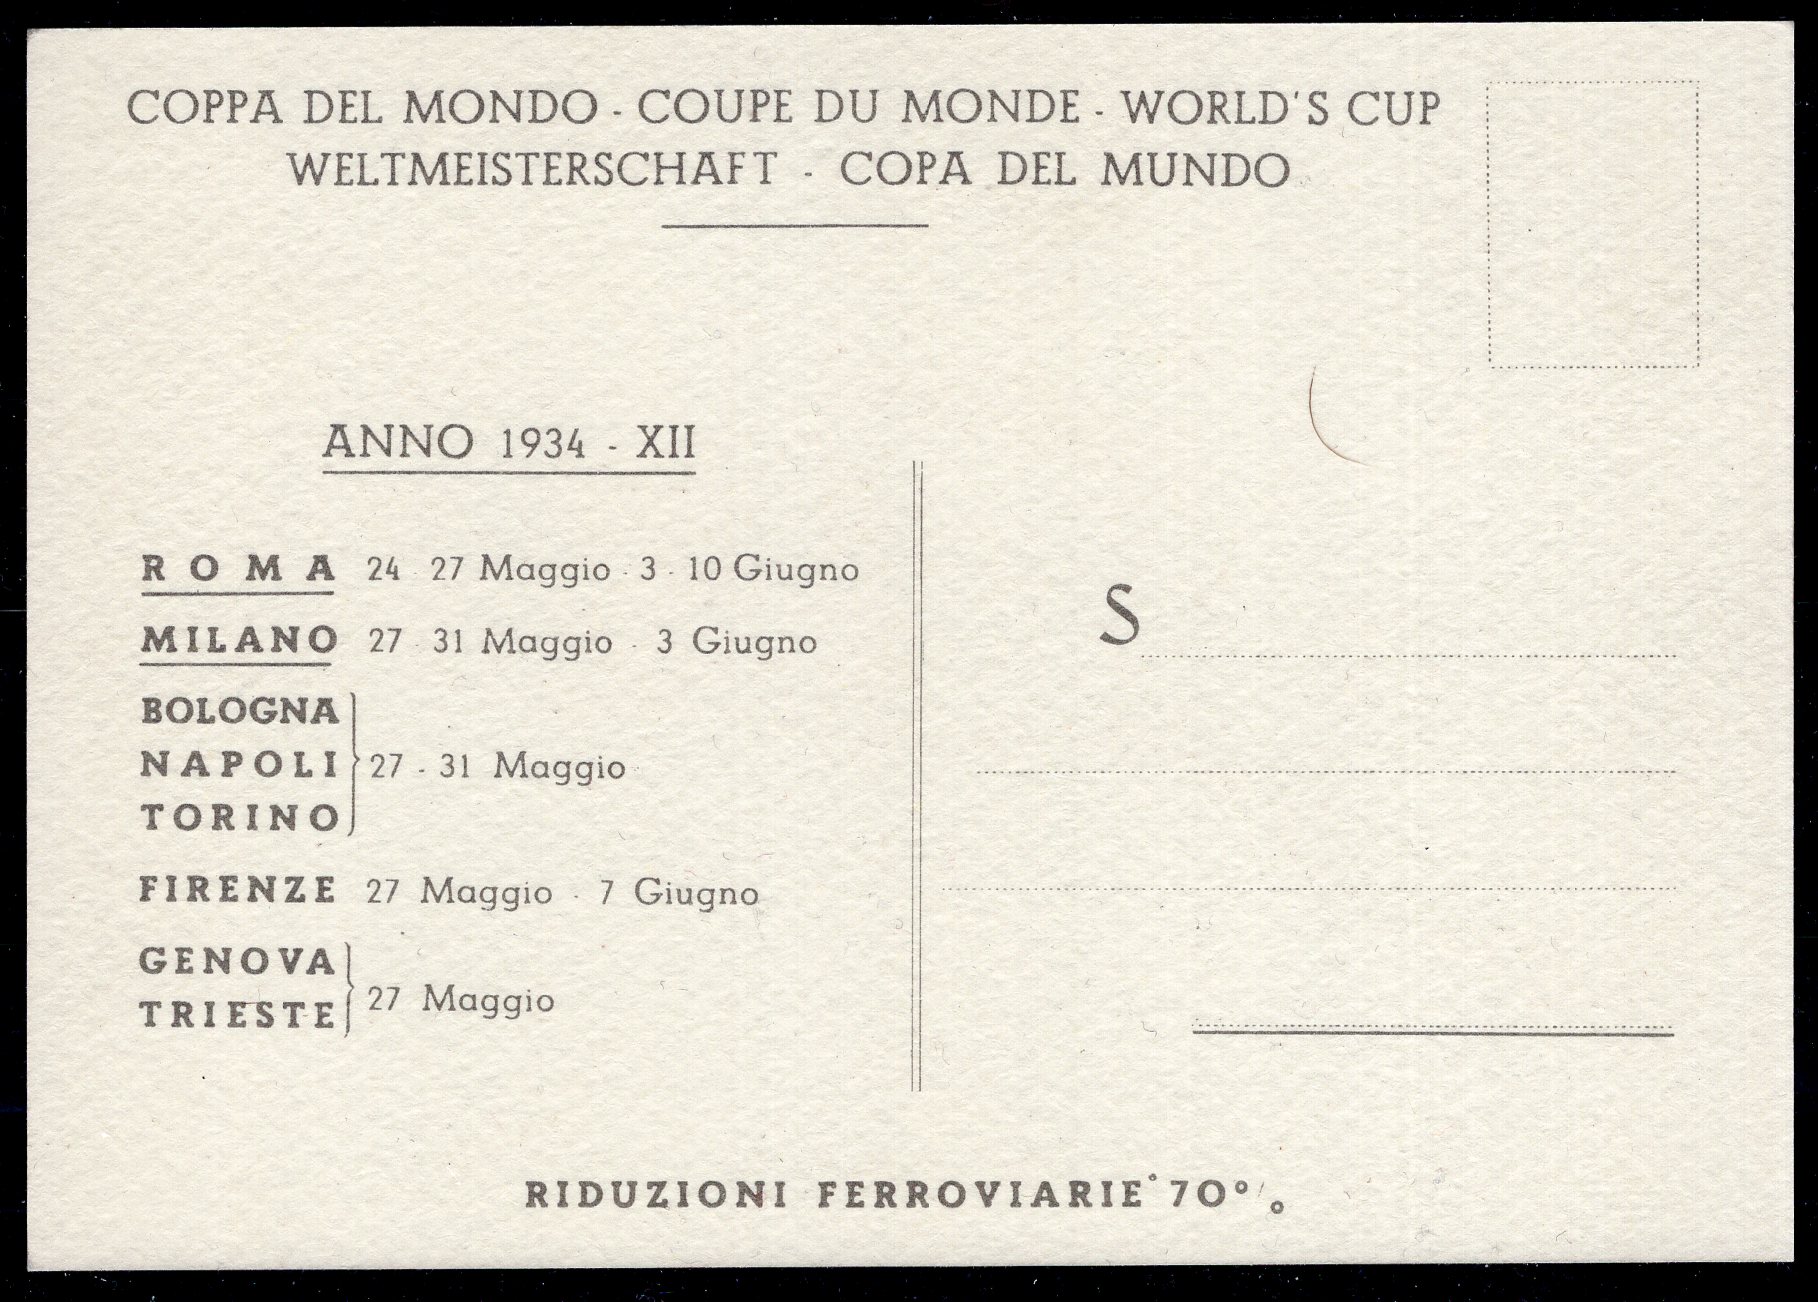 COPPA DEL MONDO - COUPE DU MONDE - WORLD'S CUP
WELTMEISTERSCHAFT - COPA DEL MUNDO
ANNO 1934 - XII
ROMA 24 - 27 Maggio - 3 - 10 Giugno
MILANO 27 - 31 Maggio - 3 Giugno
BOLOGNA
NAPOLI 27 - 31 Maggio
TORINO
FIRENZE 27 Maggio - 7 Giugno
GENOVA
TRIESTE 27 Maggio
S
RIDUZIONI FERROVIARIE 70%